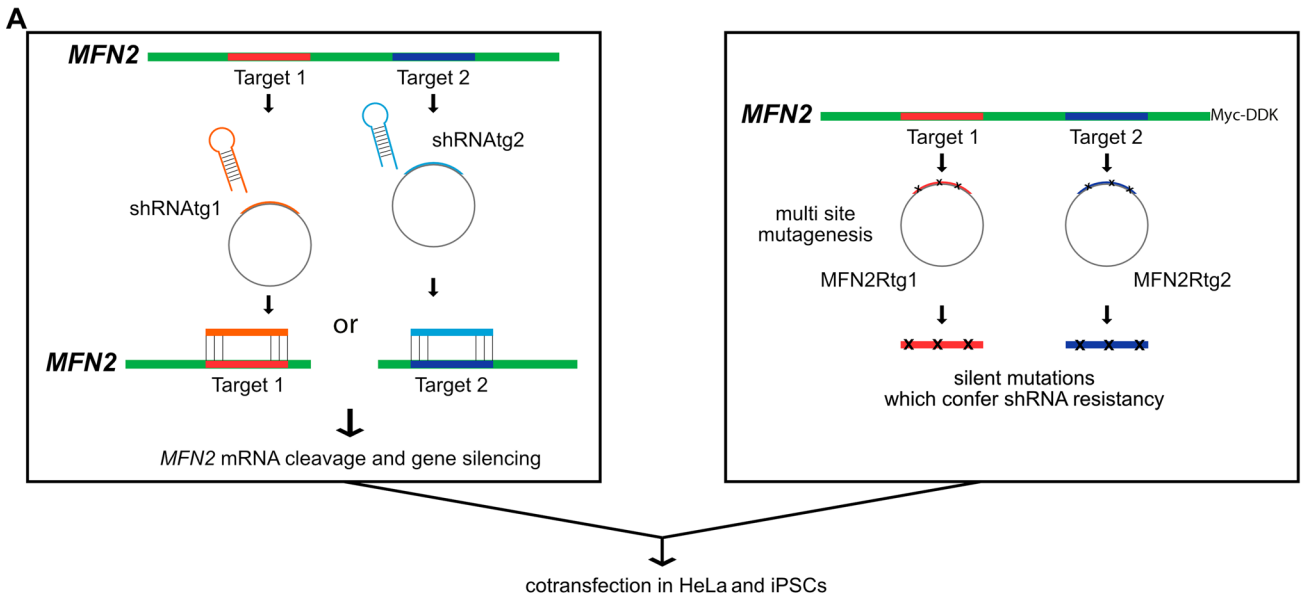 A
MFN2
Target 1
Target 2
shRNAtg1
shRNAtg2
or
MFN2
Target 1
Target 2
MFN2 mRNA cleavage and gene silencing
MFN2
Myc-DDK
Target 1
Target 2
multi site
mutagenesis
MFN2Rtg1
MFN2Rtg2
x x x
x x x
X X X
X X X
silent mutations
which confer shRNA resistancy
cotransfection in HeLa and iPSCs